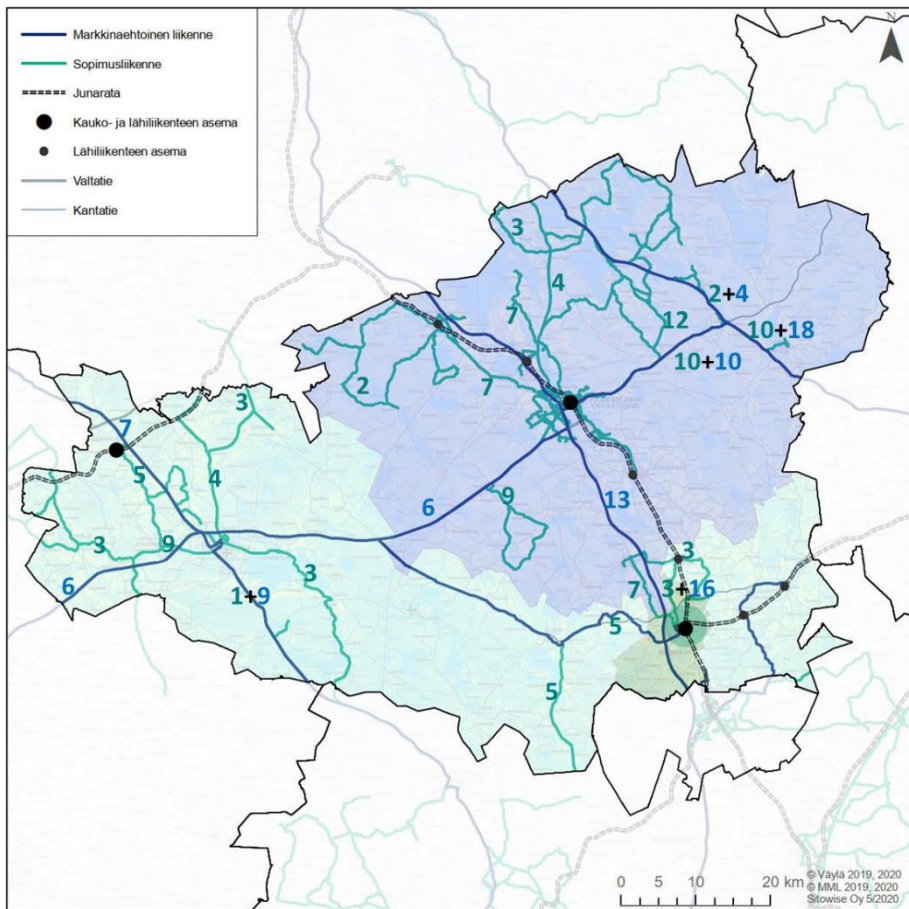 Markkinaehtoinen liikenne
Sopimusliikenne
Junarata
Kauko- ja lähiliikenteen asema
Lähiliikenteen asema
Valtatie
Kantatie
N
3
4
2+4
7
12
10+18
10+10
2
7
3
7
5
4
9
6
13
3
9
3
6
1+9
3
7
3+16
5
5
0 5 10 20 km
© Väylä 2019, 2020
© MML 2019, 2020
Sitowise Oy 5/2020